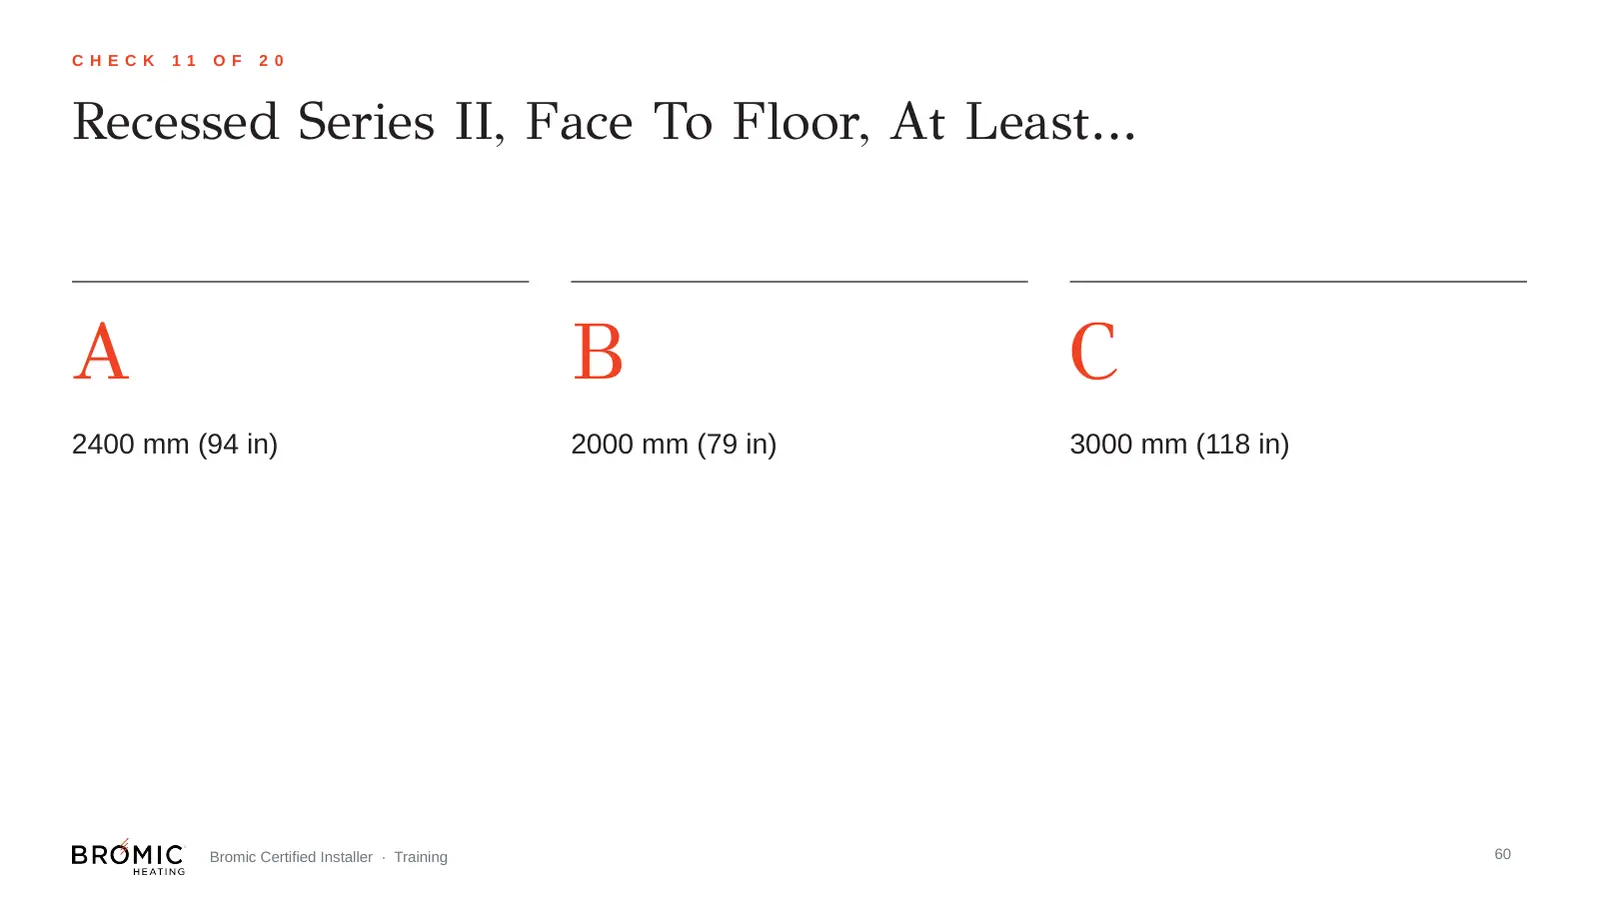 CHECK 11 OF 20
Recessed Series II, Face To Floor, At Least...
A
2400 mm (94 in)
B
2000 mm (79 in)
C
3000 mm (118 in)
BROMIC
HEATING
Bromic Certified Installer · Training
60